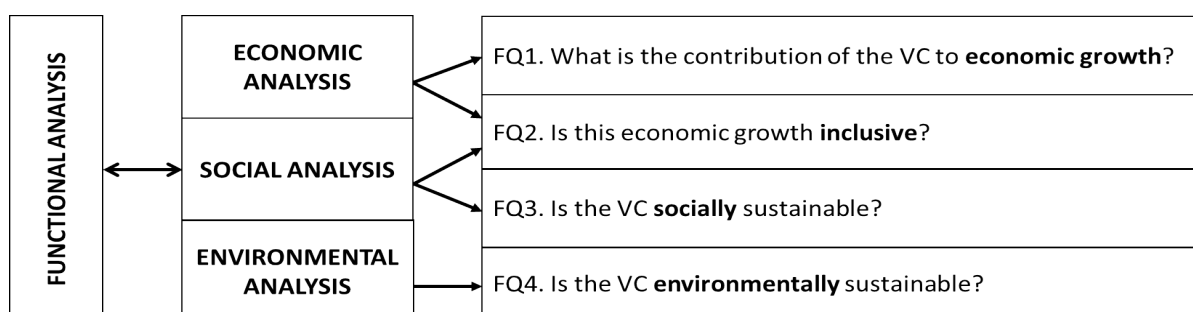 FUNCTIONAL ANALYSIS
ECONOMIC
ANALYSIS
SOCIAL ANALYSIS
ENVIRONMENTAL
ANALYSIS
FQ1. What is the contribution of the VC to economic growth?
FQ2. Is this economic growth inclusive?
FQ3. Is the VC socially sustainable?
FQ4. Is the VC environmentally sustainable?